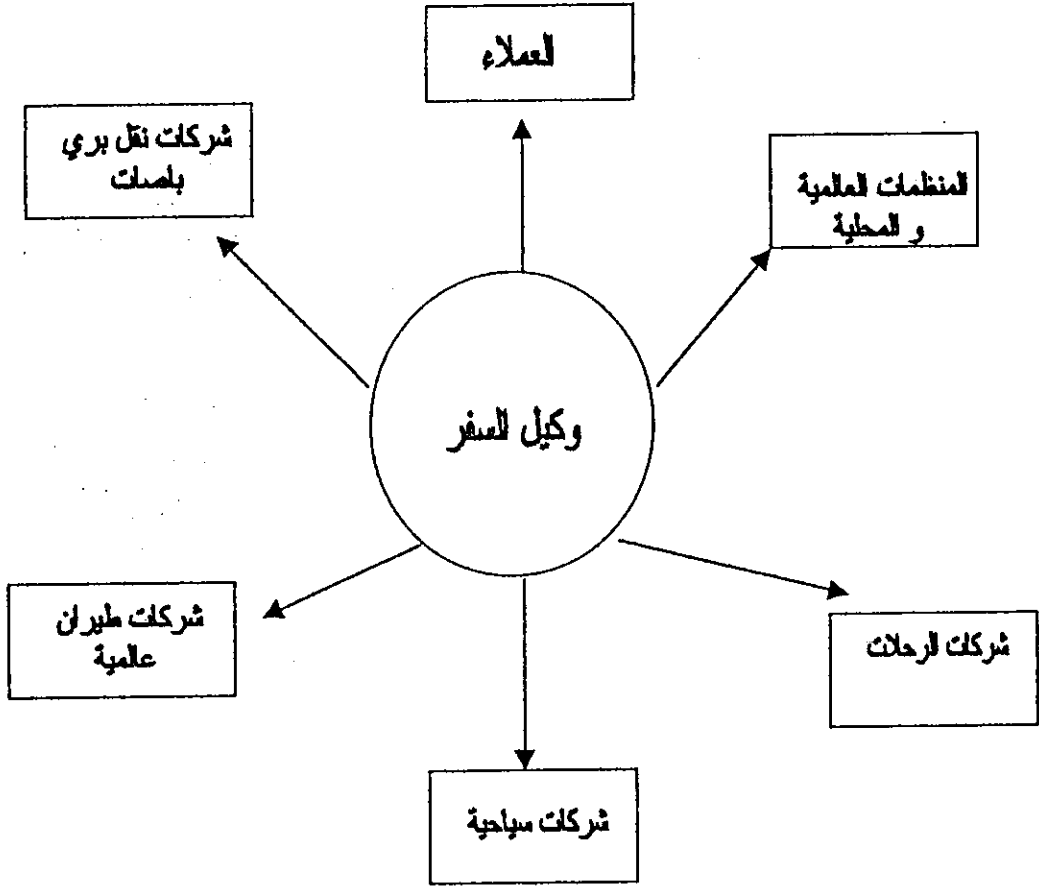 العملاء
شركات نقل بري
باصات
المنظمات العالمية
و المحلية
وكيل السفر
شركات طيران
عالمية
شركات الرحلات
شركات سياحية